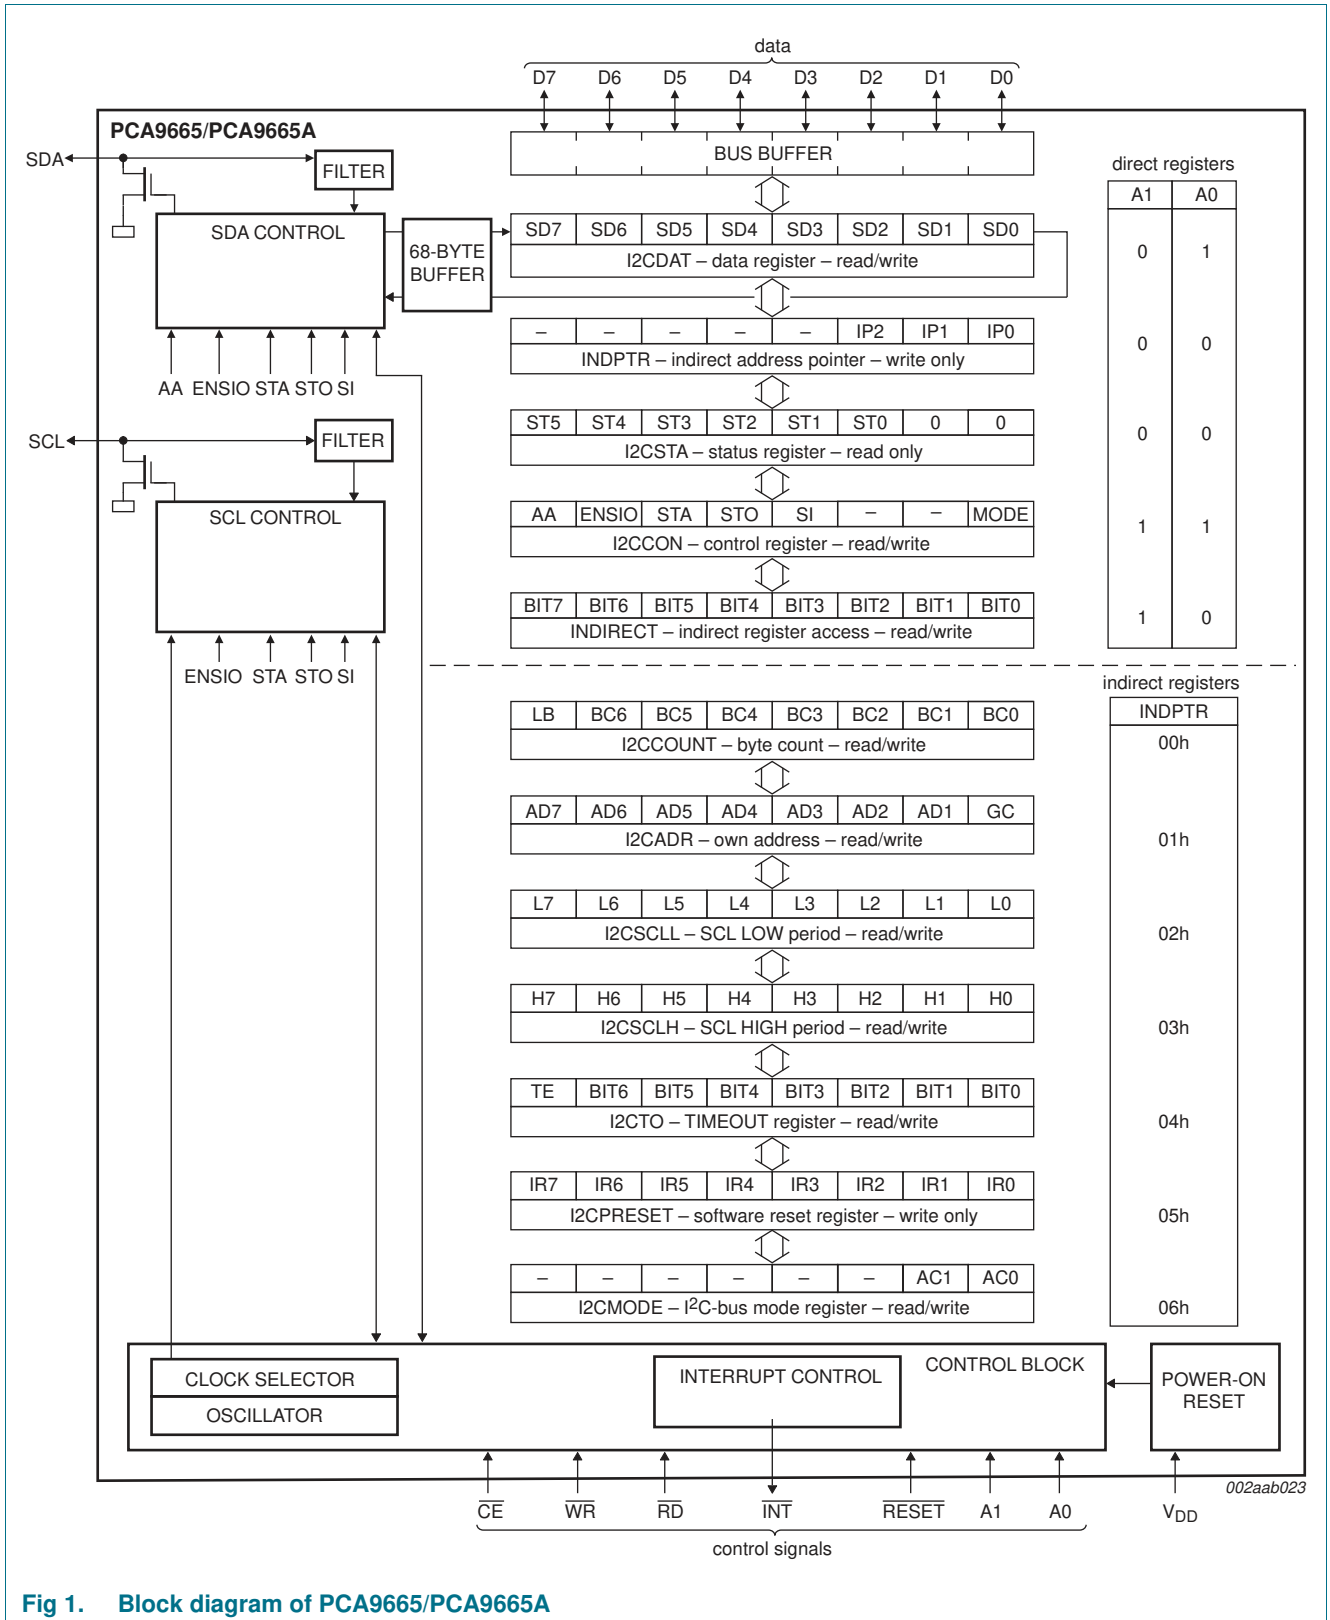 data
D7 D6 D5 D4 D3 D2 D1 D0
PCA9665/PCA9665A
BUS BUFFER
SDA
FILTER
SDA CONTROL
68-BYTE
BUFFER
AA ENSIO STA STO SI
SCL
FILTER
SCL CONTROL
ENSIO STA STO SI
SD7 SD6 SD5 SD4 SD3 SD2 SD1 SD0
I2CDAT – data register – read/write
– – – – – IP2 IP1 IP0
INDPTR – indirect address pointer – write only
ST5 ST4 ST3 ST2 ST1 ST0 0 0
I2CSTA – status register – read only
AA ENSIO STA STO SI – – MODE
I2CCON – control register – read/write
BIT7 BIT6 BIT5 BIT4 BIT3 BIT2 BIT1 BIT0
INDIRECT – indirect register access – read/write
direct registers
A1 A0
0 1
0 0
0 0
1 1
1 0
LB BC6 BC5 BC4 BC3 BC2 BC1 BC0
I2CCOUNT – byte count – read/write
AD7 AD6 AD5 AD4 AD3 AD2 AD1 GC
I2CADR – own address – read/write
L7 L6 L5 L4 L3 L2 L1 L0
I2CSCLL – SCL LOW period – read/write
H7 H6 H5 H4 H3 H2 H1 H0
I2CSCLH – SCL HIGH period – read/write
TE BIT6 BIT5 BIT4 BIT3 BIT2 BIT1 BIT0
I2CTO – TIMEOUT register – read/write
IR7 IR6 IR5 IR4 IR3 IR2 IR1 IR0
I2CPRESET – software reset register – write only
– – – – – – AC1 AC0
I2CMODE – I²C-bus mode register – read/write
indirect registers
INDPTR
00h
01h
02h
03h
04h
05h
06h
CLOCK SELECTOR
OSCILLATOR
INTERRUPT CONTROL
CONTROL BLOCK
POWER-ON
RESET
002aab023
C̅E̅ W̅R̅ R̅D̅ I̅N̅T̅ R̅E̅S̅E̅T̅ A1 A0 VDD
control signals
Fig 1. Block diagram of PCA9665/PCA9665A